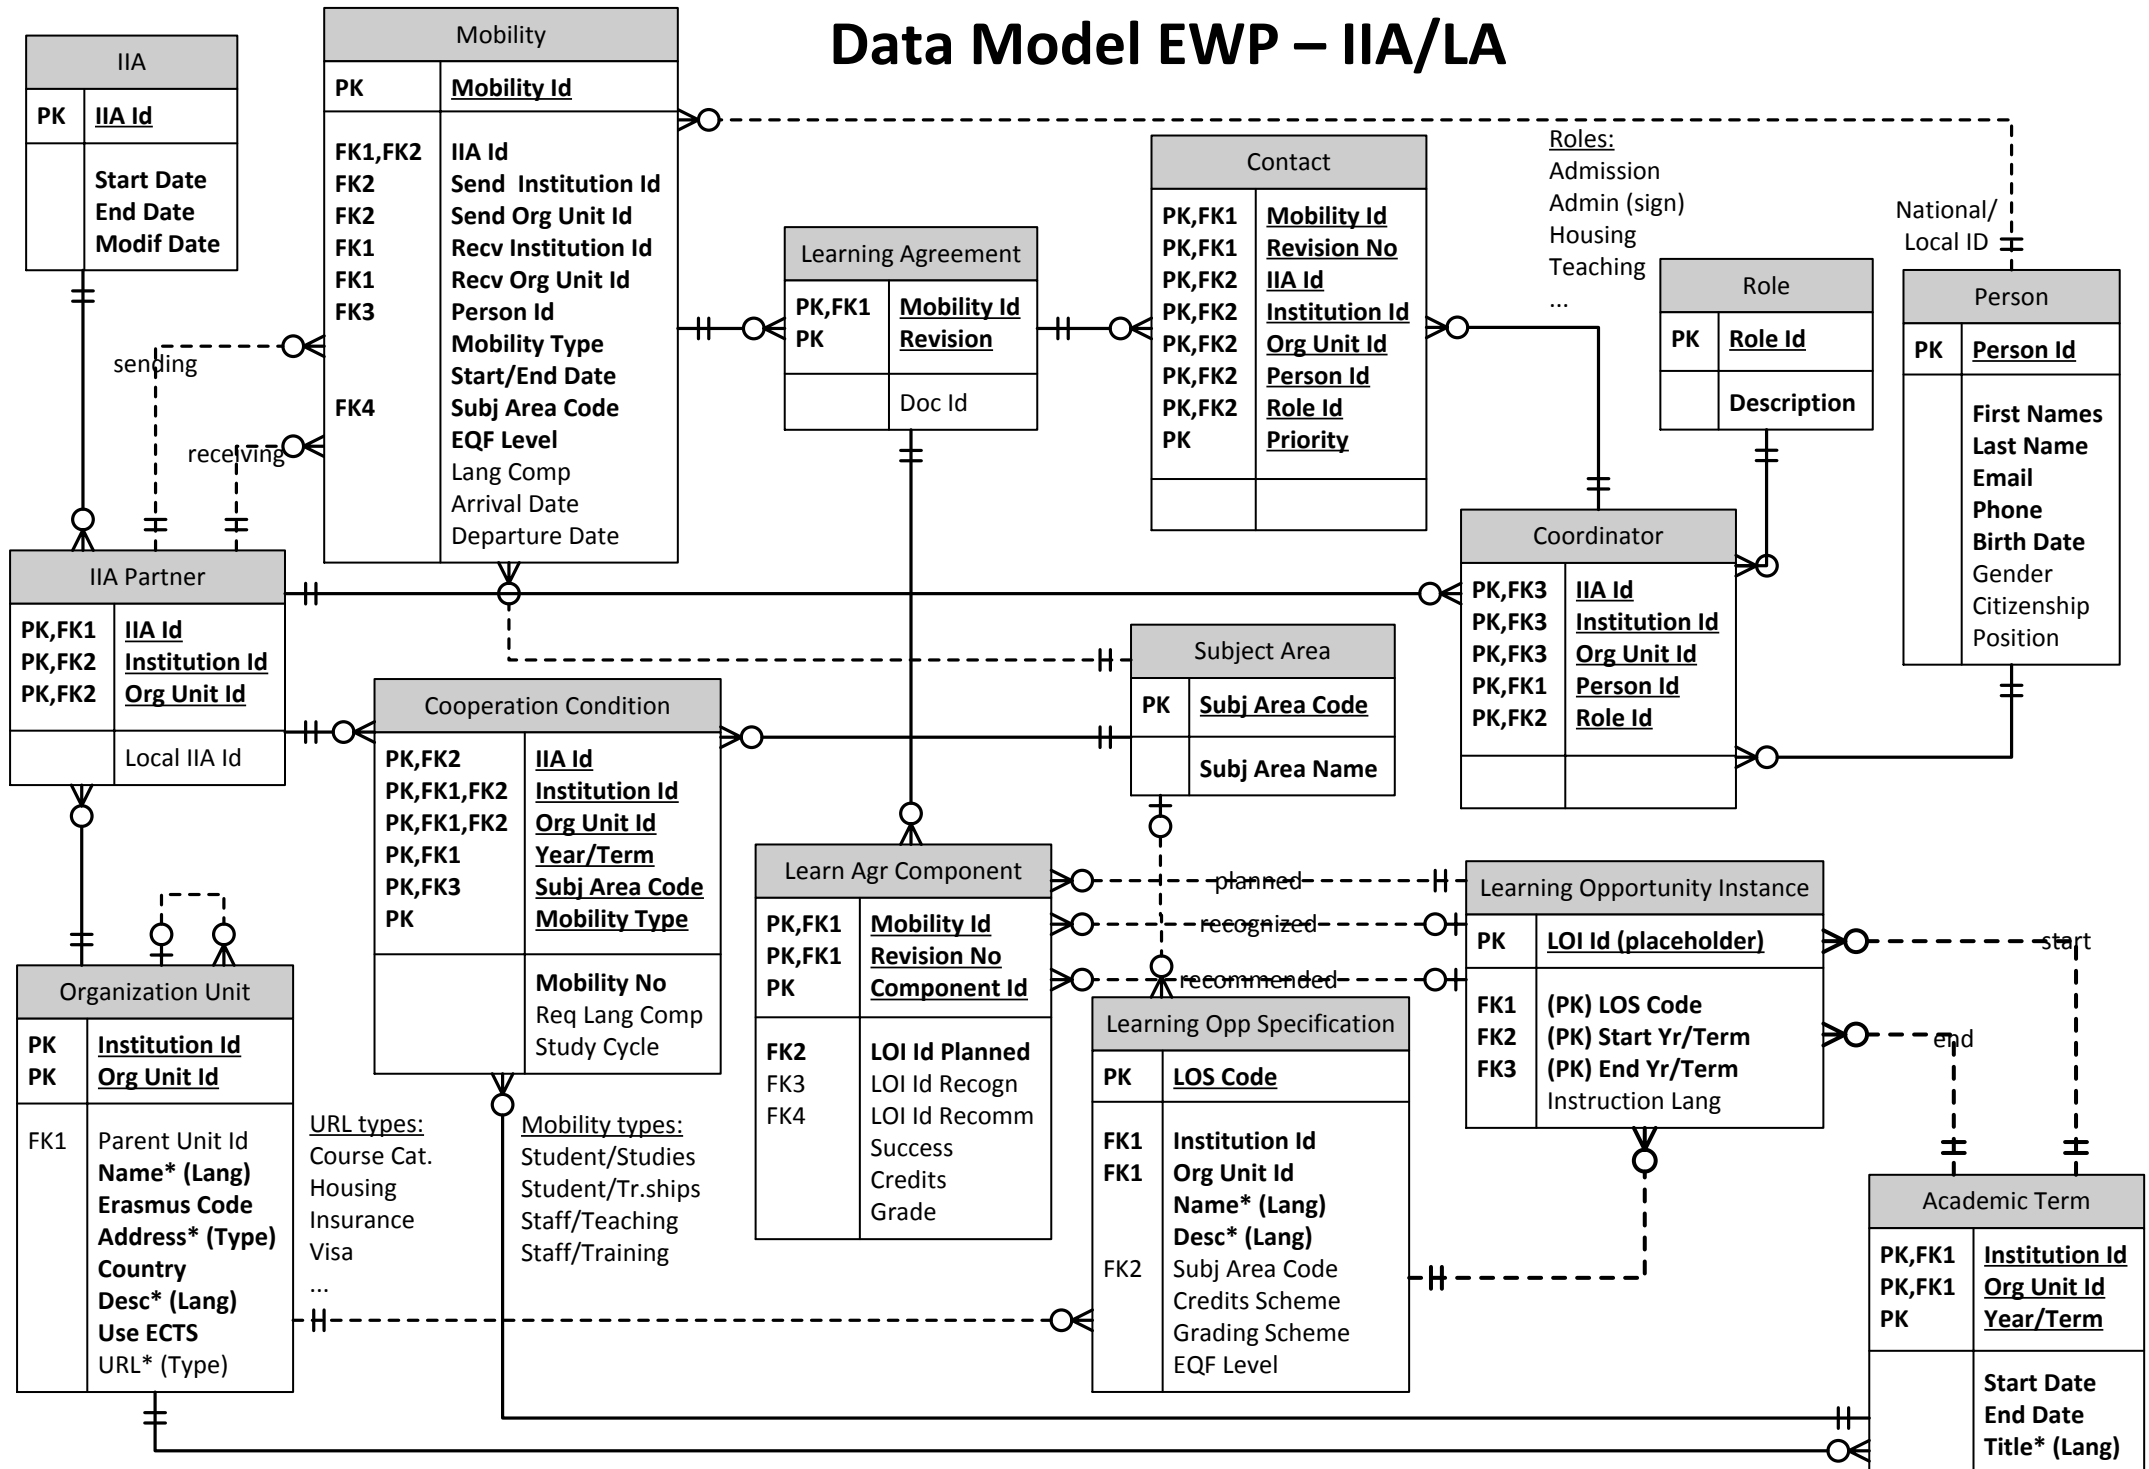 Data Model EWP – IIA/LA
IIA
PK IIA Id
Start Date
End Date
Modif Date
Mobility
PK Mobility Id
FK1,FK2 IIA Id
FK2 Send  Institution Id
FK2 Send Org Unit Id
FK1 Recv Institution Id
FK1 Recv Org Unit Id
FK3 Person Id
Mobility Type
Start/End Date
FK4 Subj Area Code
EQF Level
Lang Comp
Arrival Date
Departure Date
sending
receiving
Learning Agreement
PK,FK1 Mobility Id
PK Revision
Doc Id
Contact
PK,FK1 Mobility Id
PK,FK1 Revision No
PK,FK2 IIA Id
PK,FK2 Institution Id
PK,FK2 Org Unit Id
PK,FK2 Person Id
PK,FK2 Role Id
PK Priority
Roles:
Admission
Admin (sign)
Housing
Teaching
...
Role
PK Role Id
Description
National/
Local ID
Person
PK Person Id
First Names
Last Name
Email
Phone
Birth Date
Gender
Citizenship
Position
IIA Partner
PK,FK1 IIA Id
PK,FK2 Institution Id
PK,FK2 Org Unit Id
Local IIA Id
Coordinator
PK,FK3 IIA Id
PK,FK3 Institution Id
PK,FK3 Org Unit Id
PK,FK1 Person Id
PK,FK2 Role Id
Subject Area
PK Subj Area Code
Subj Area Name
Cooperation Condition
PK,FK2 IIA Id
PK,FK1,FK2 Institution Id
PK,FK1,FK2 Org Unit Id
PK,FK1 Year/Term
PK,FK3 Subj Area Code
PK Mobility Type
Mobility No
Req Lang Comp
Study Cycle
Learn Agr Component
PK,FK1 Mobility Id
PK,FK1 Revision No
PK Component Id
FK2 LOI Id Planned
FK3 LOI Id Recogn
FK4 LOI Id Recomm
Success
Credits
Grade
planned
recognized
recommended
Learning Opportunity Instance
PK LOI Id (placeholder)
FK1 (PK) LOS Code
FK2 (PK) Start Yr/Term
FK3 (PK) End Yr/Term
Instruction Lang
start
end
Organization Unit
PK Institution Id
PK Org Unit Id
FK1 Parent Unit Id
Name* (Lang)
Erasmus Code
Address* (Type)
Country
Desc* (Lang)
Use ECTS
URL* (Type)
URL types:
Course Cat.
Housing
Insurance
Visa
...
Mobility types:
Student/Studies
Student/Tr.ships
Staff/Teaching
Staff/Training
Learning Opp Specification
PK LOS Code
FK1 Institution Id
FK1 Org Unit Id
Name* (Lang)
Desc* (Lang)
FK2 Subj Area Code
Credits Scheme
Grading Scheme
EQF Level
Academic Term
PK,FK1 Institution Id
PK,FK1 Org Unit Id
PK Year/Term
Start Date
End Date
Title* (Lang)